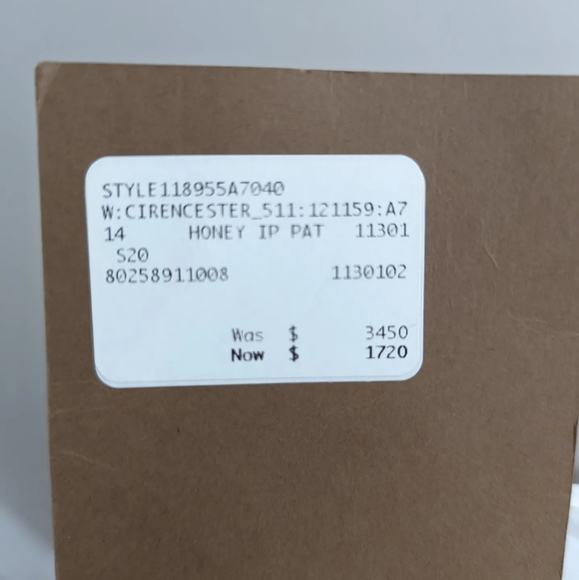 STYLE118955A7040
W:CIRENCESTER_511:121159:A7
14 HONEY IP PAT 11301
S20
80258911008 1130102
Was $ 3450
Now $ 1720